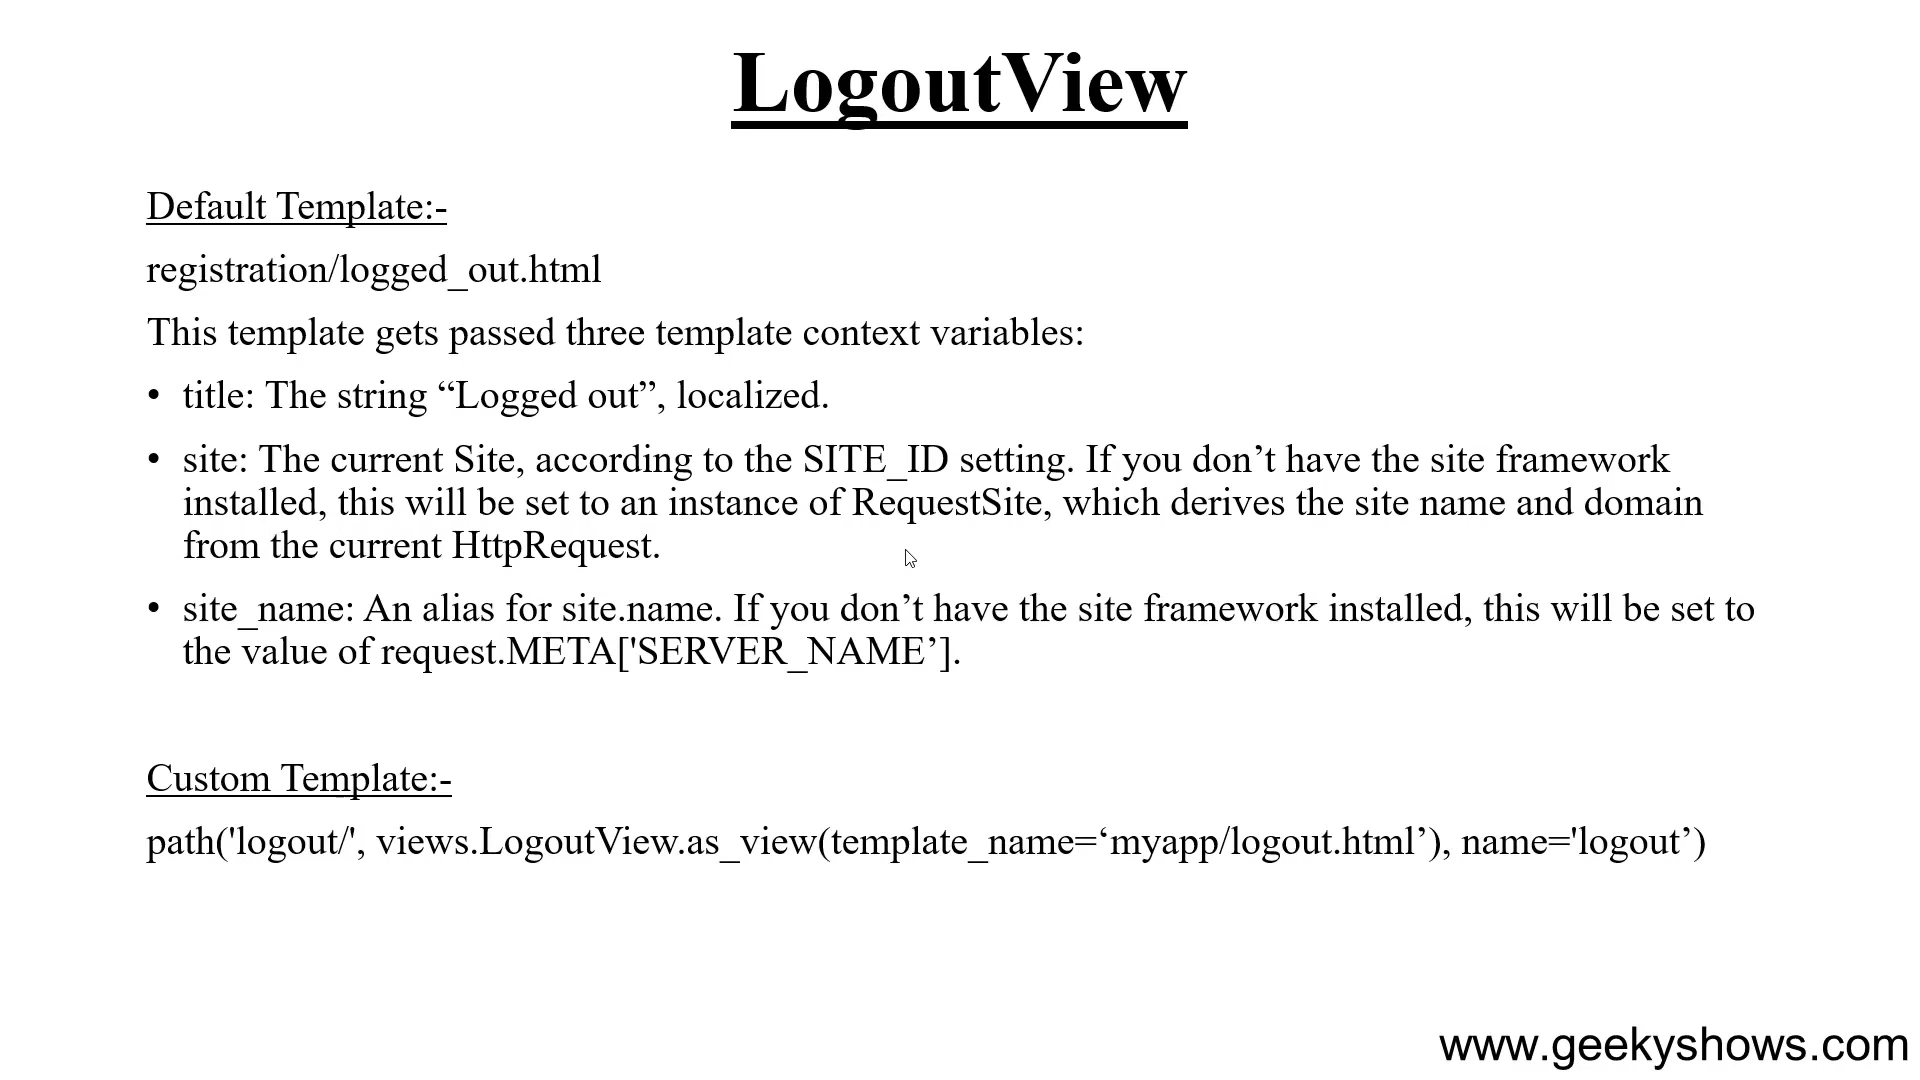 LogoutView
Default Template:-
registration/logged_out.html
This template gets passed three template context variables:
• title: The string “Logged out”, localized.
• site: The current Site, according to the SITE_ID setting. If you don’t have the site framework
installed, this will be set to an instance of RequestSite, which derives the site name and domain
from the current HttpRequest.
• site_name: An alias for site.name. If you don’t have the site framework installed, this will be set to
the value of request.META['SERVER_NAME’].
Custom Template:-
path('logout/', views.LogoutView.as_view(template_name=‘myapp/logout.html’), name='logout’)
www.geekyshows.com